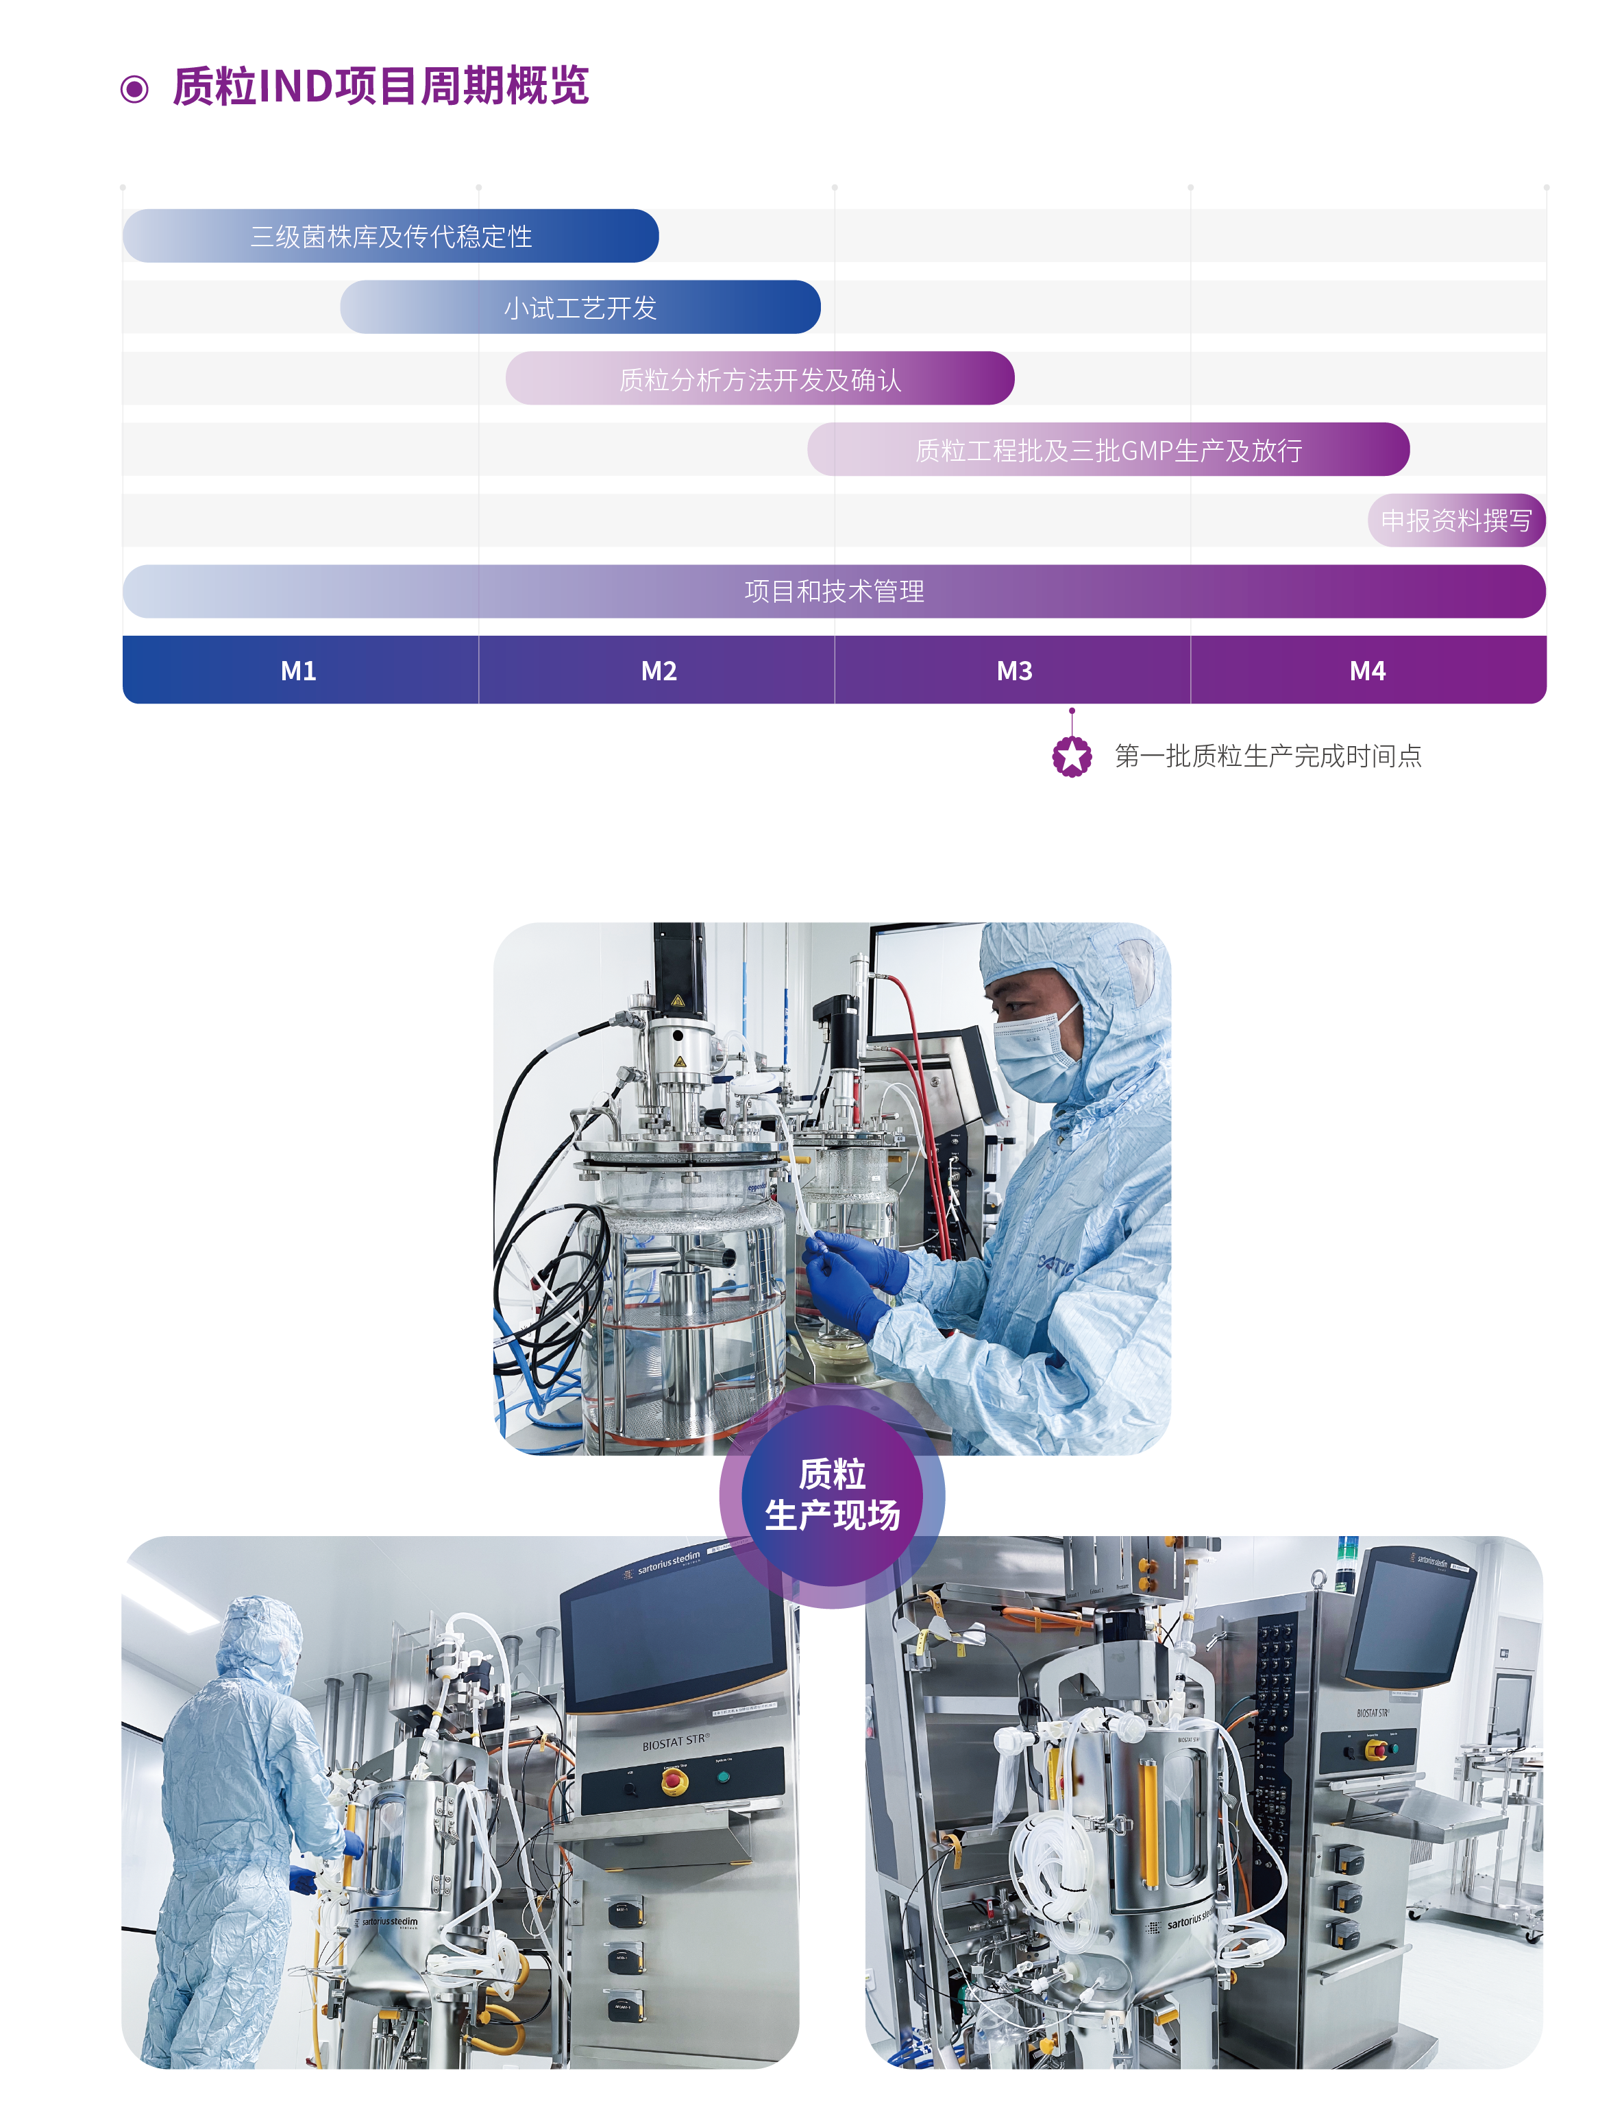 质粒IND项目周期概览
三级菌株库及传代稳定性
小试工艺开发
质粒分析方法开发及确认
质粒工程批及三批GMP生产及放行
申报资料撰写
项目和技术管理
M1 M2 M3 M4
第一批质粒生产完成时间点
质粒
生产现场
sartorius stedim
BIOSTAT STR®
sartorius stedim
sartorius stedim
BIOSTAT STR®
sartorius stedim